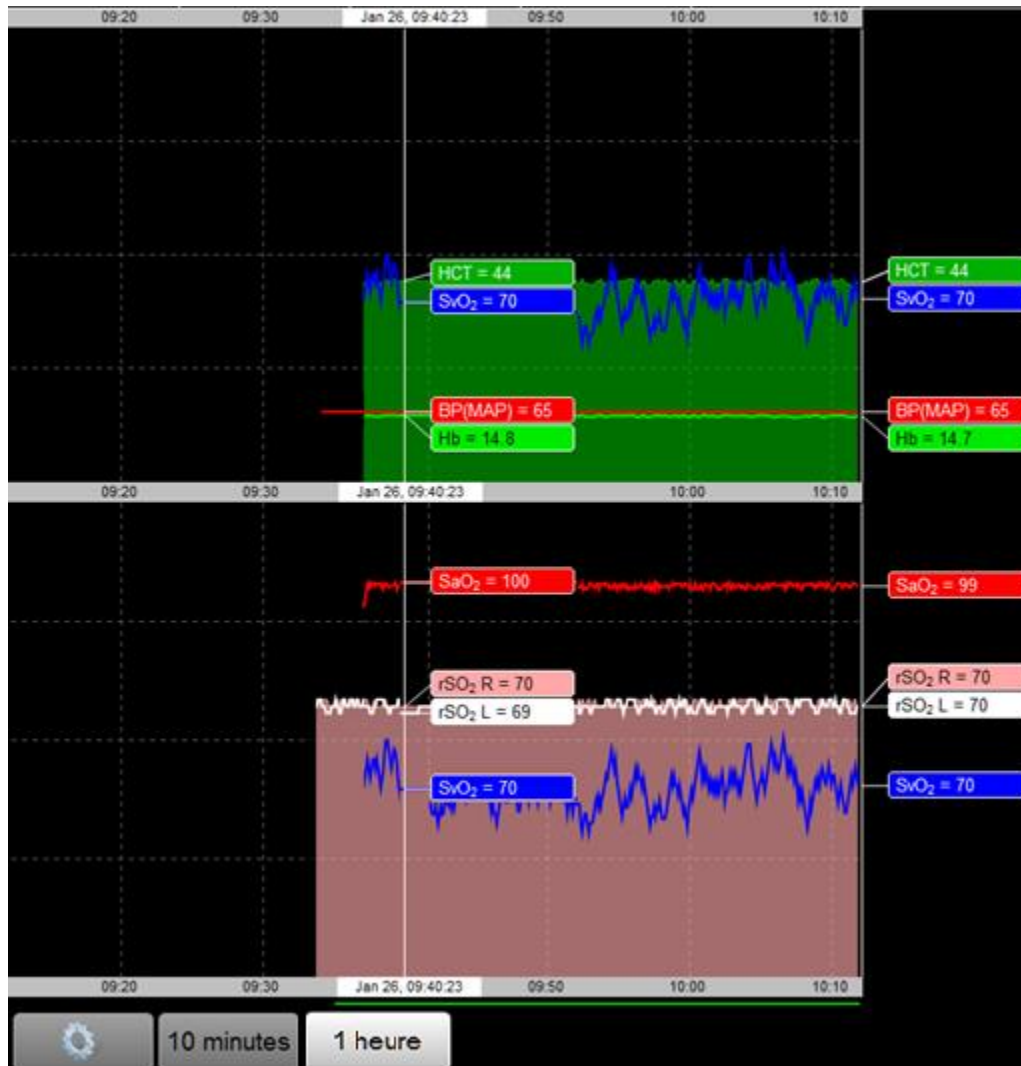 09:20 09:30 Jan 26, 09:40:23 09:50 10:00 10:10
HCT = 44 HCT = 44
SvO₂ = 70 SvO₂ = 70
BP(MAP) = 65 BP(MAP) = 65
Hb = 14.8 Hb = 14.7
09:20 09:30 Jan 26, 09:40:23 10:00 10:10
SaO₂ = 100 SaO₂ = 99
rSO₂ R = 70 rSO₂ R = 70
rSO₂ L = 69 rSO₂ L = 70
SvO₂ = 70 SvO₂ = 70
09:20 09:30 Jan 26, 09:40:23 09:50 10:00 10:10
10 minutes 1 heure